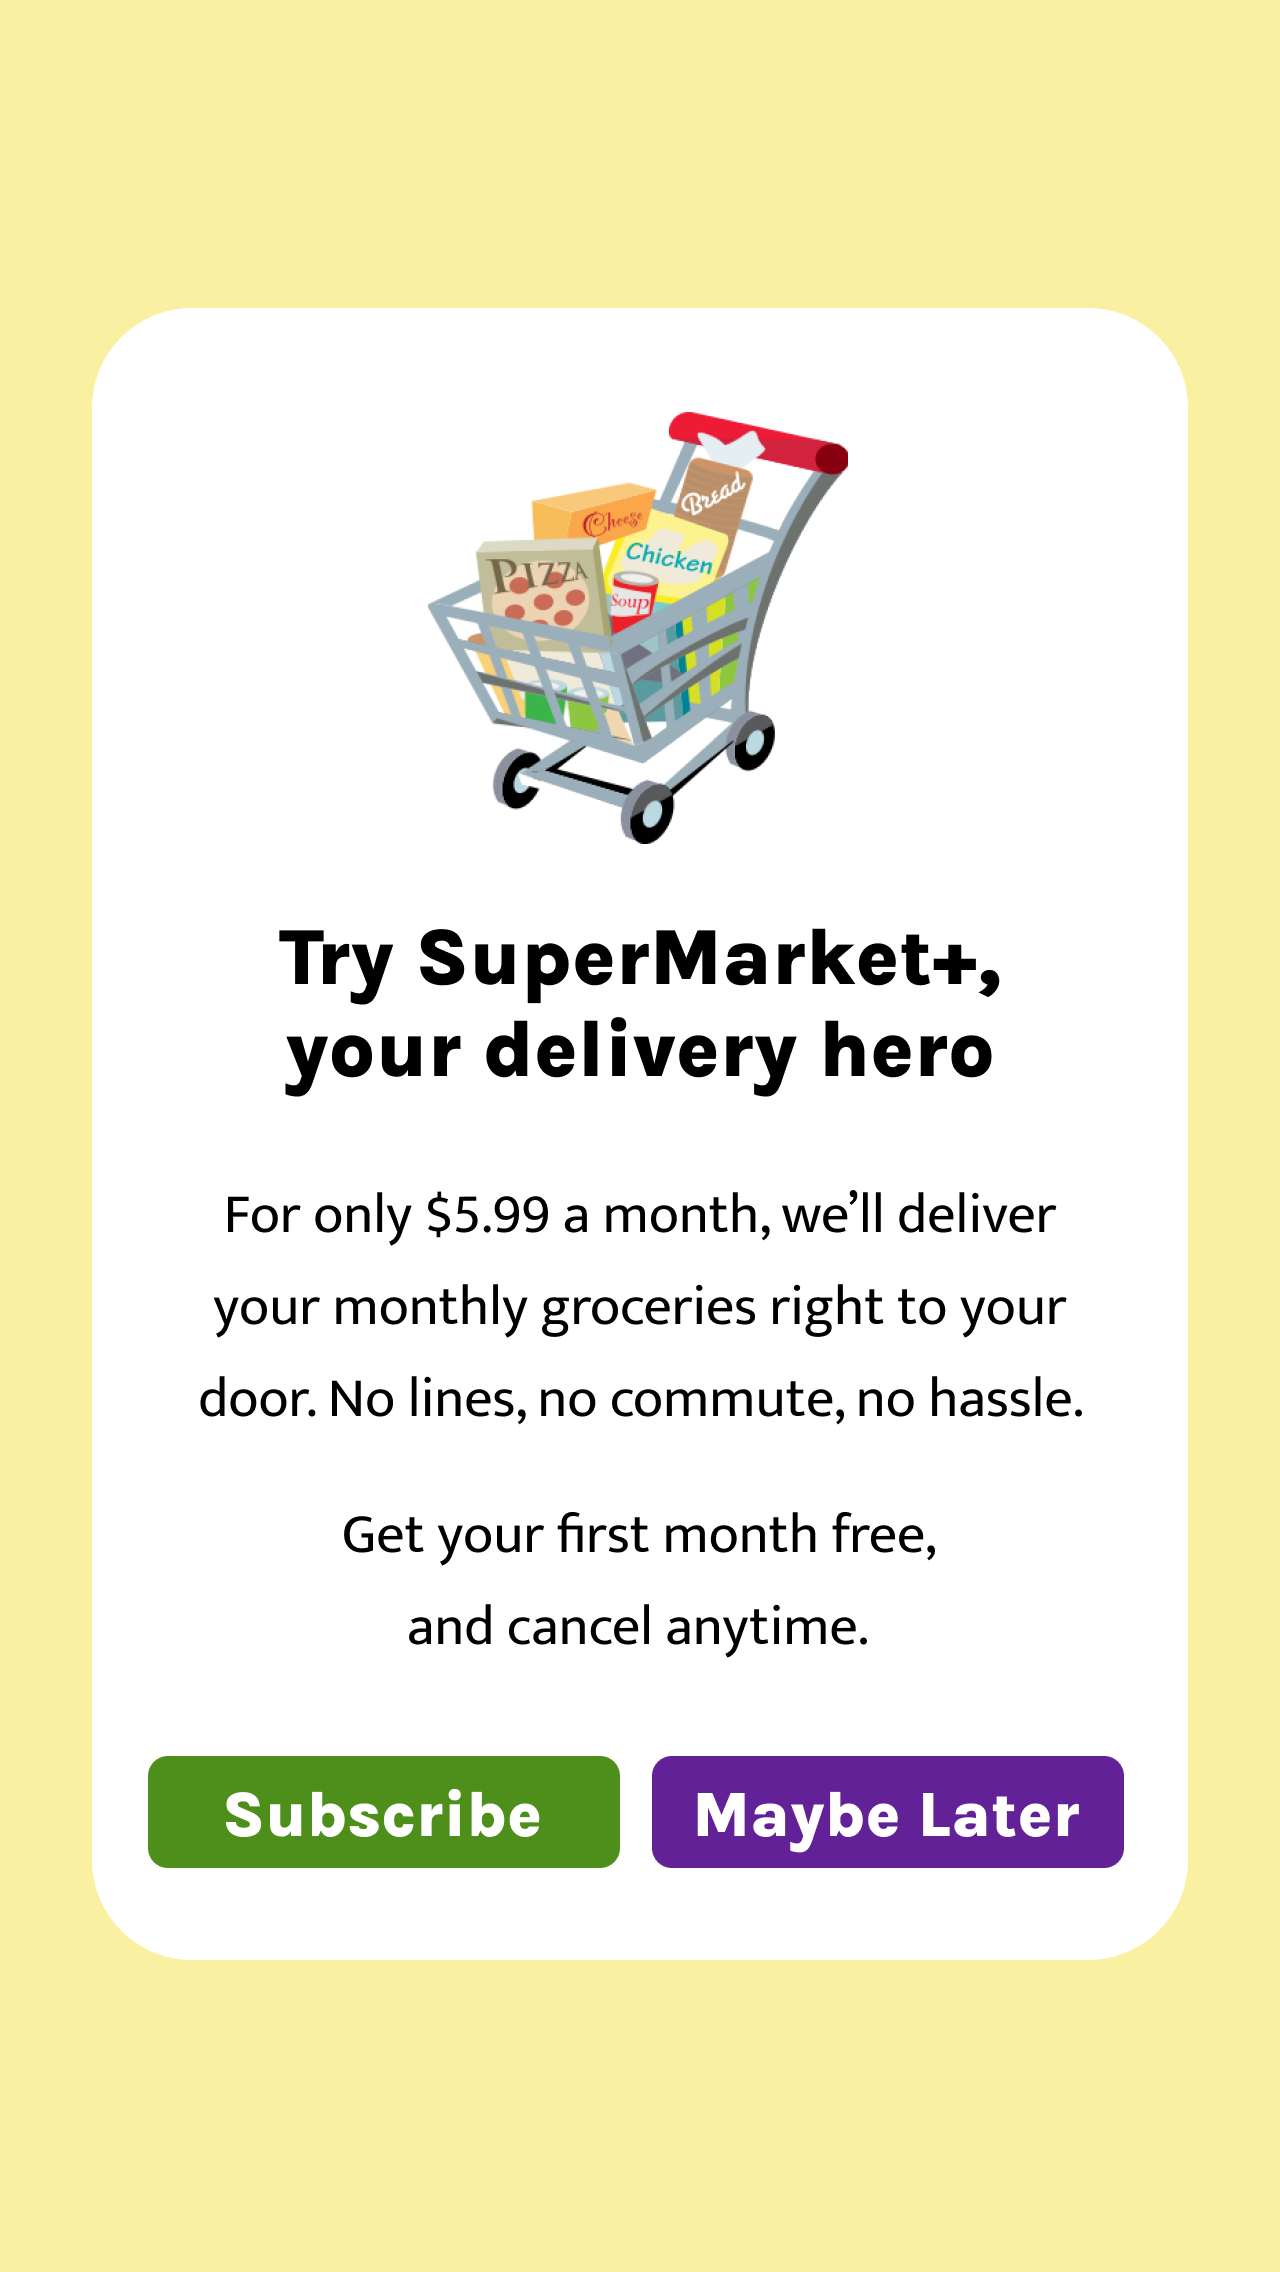 Bread
Cheese
Chicken
PIZZA
Soup
Try SuperMarket+,
your delivery hero
For only $5.99 a month, we’ll deliver
your monthly groceries right to your
door. No lines, no commute, no hassle.
Get your first month free,
and cancel anytime.
Subscribe
Maybe Later